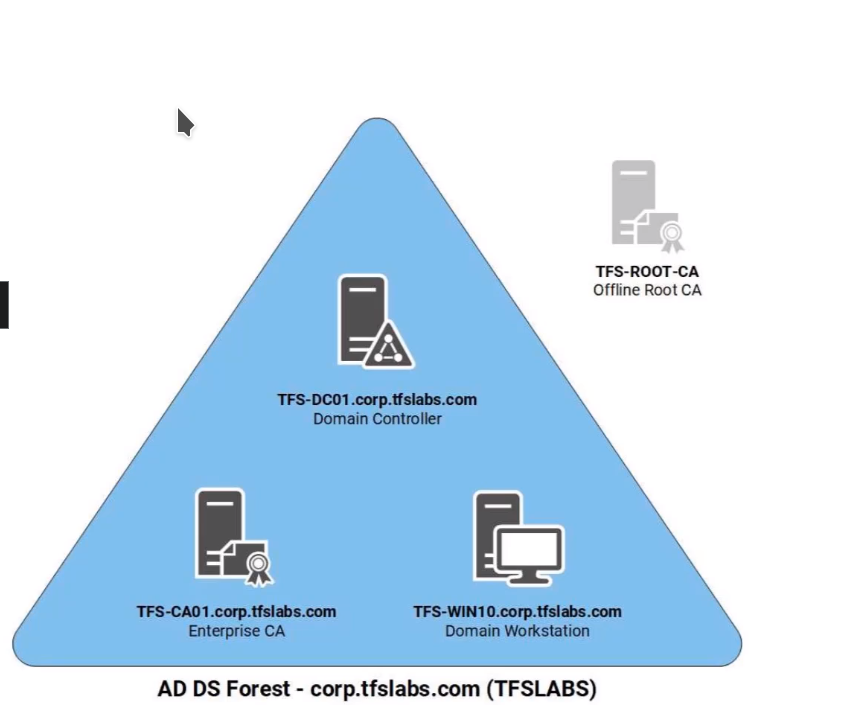 TFS-ROOT-CA
Offline Root CA
TFS-DC01.corp.tfslabs.com
Domain Controller
TFS-CA01.corp.tfslabs.com
Enterprise CA
TFS-WIN10.corp.tfslabs.com
Domain Workstation
AD DS Forest - corp.tfslabs.com (TFSLABS)